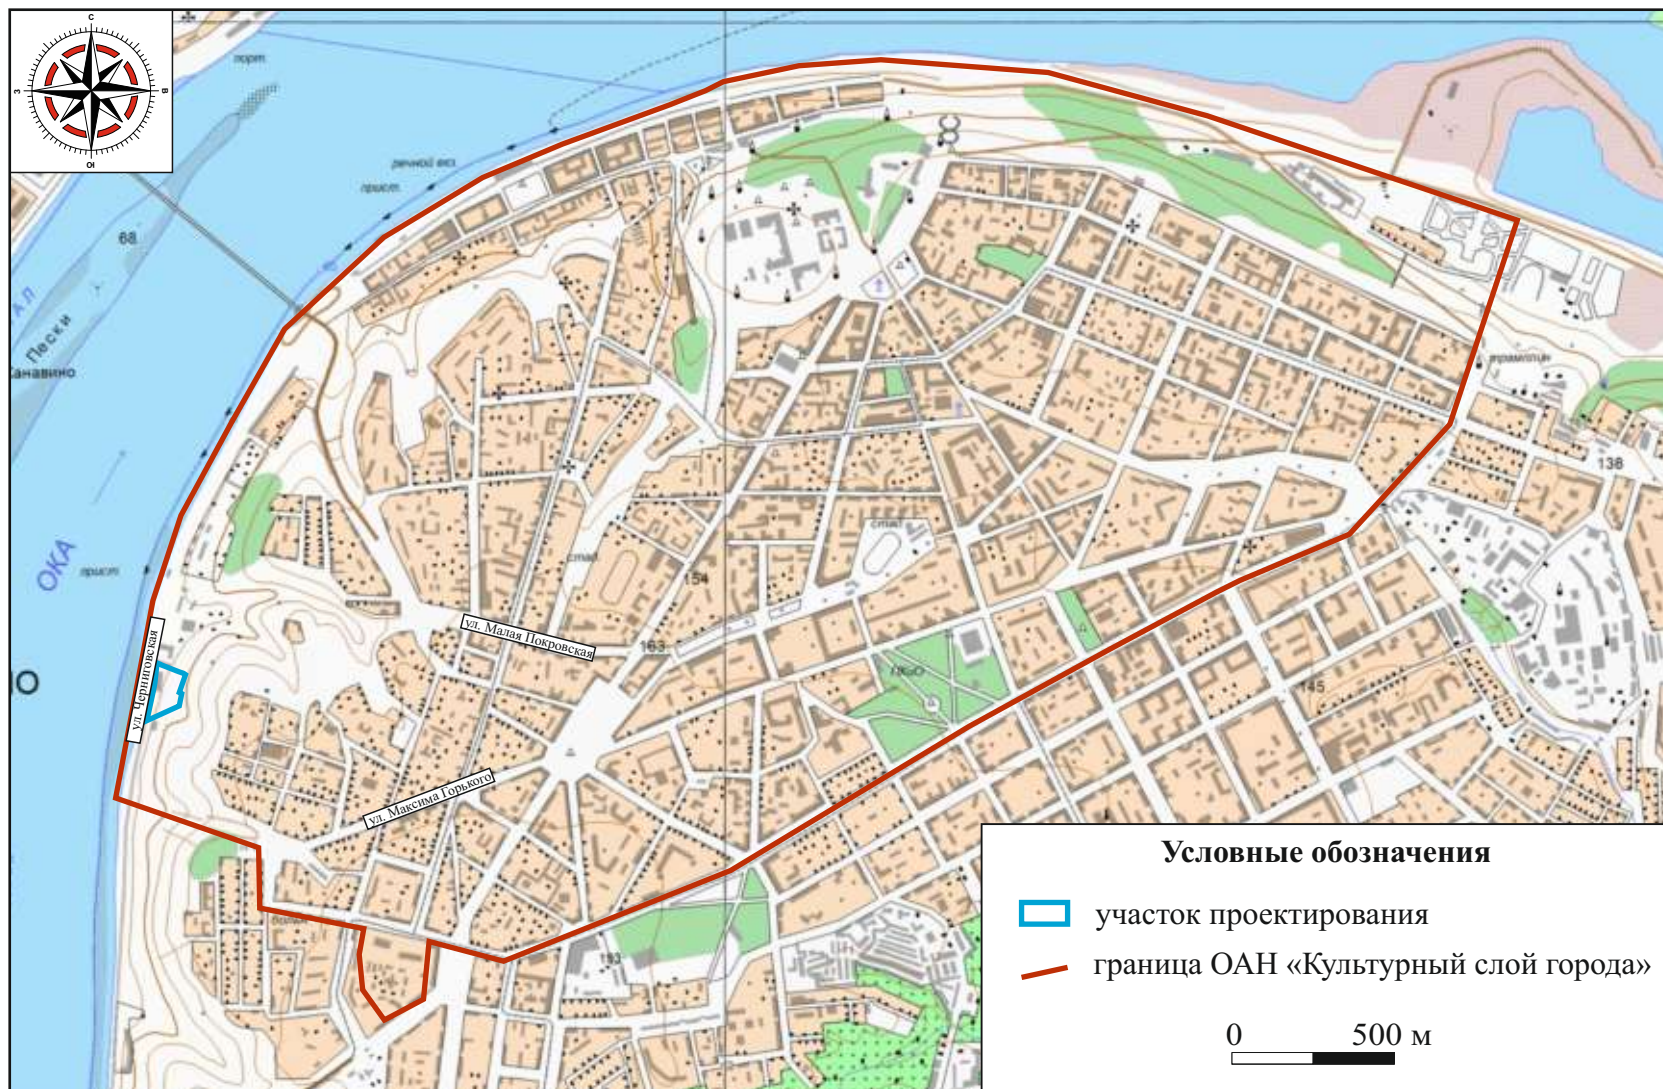 С
З
В
Ю
порт.
речной вкз.
прист.
68
Пески
Канавино
ОКА
прист.
ул. Черниговская
ул. Малая Покровская
ул. Максима Горького
стад.
154
163
стад.
ПКиО
145
138
трамплин
193
Условные обозначения
участок проектирования
граница ОАН «Культурный слой города»
0 500 м